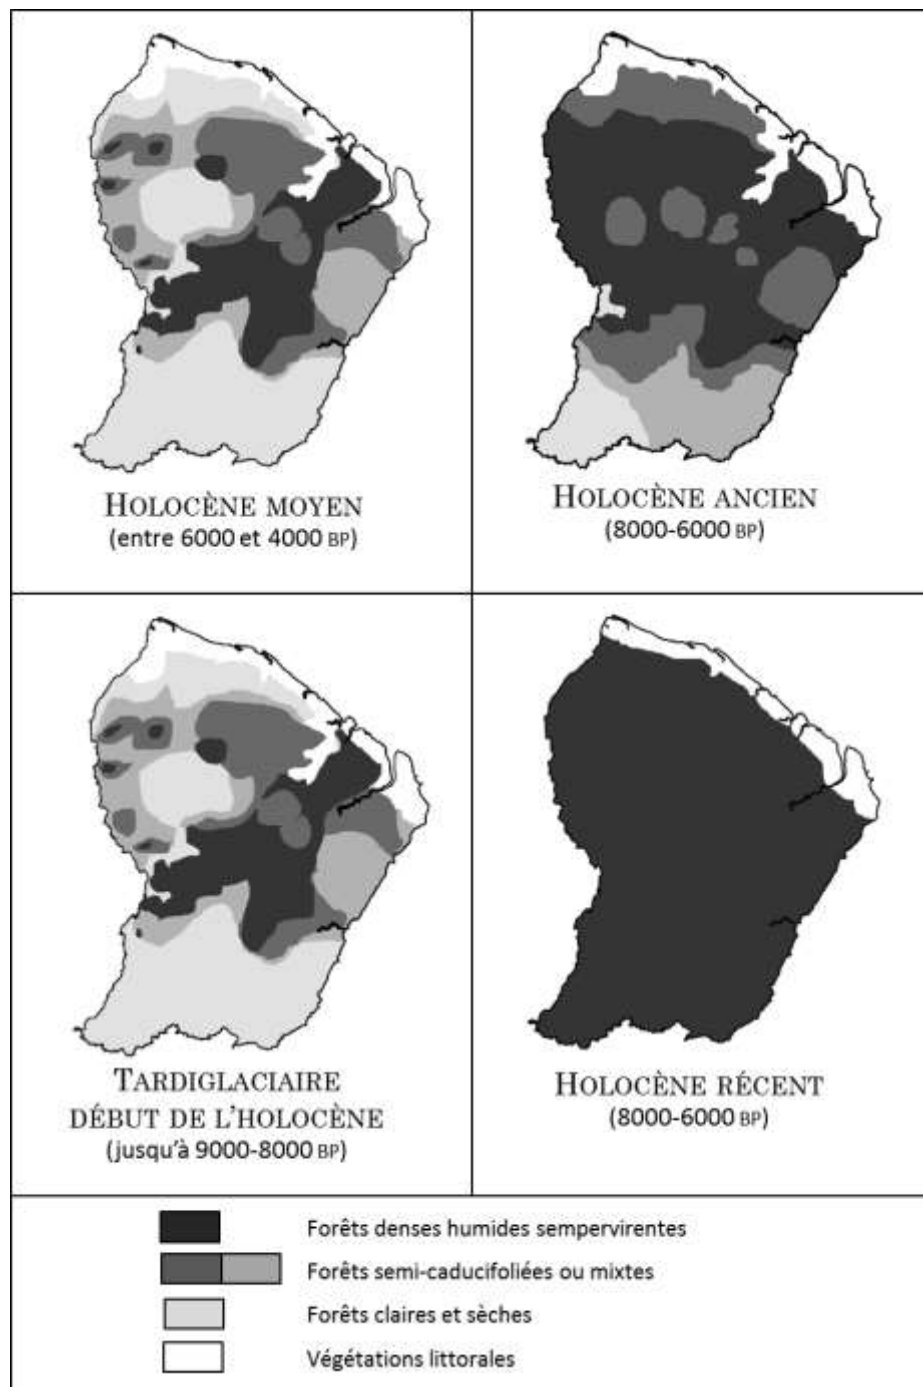 HOLOCÈNE MOYEN
(entre 6000 et 4000 BP)
HOLOCÈNE ANCIEN
(8000-6000 BP)
TARDIGLACIAIRE
DÉBUT DE L'HOLOCÈNE
(jusqu'à 9000-8000 BP)
HOLOCÈNE RÉCENT
(8000-6000 BP)
Forêts denses humides sempervirentes
Forêts semi-caducifoliées ou mixtes
Forêts claires et sèches
Végétations littorales